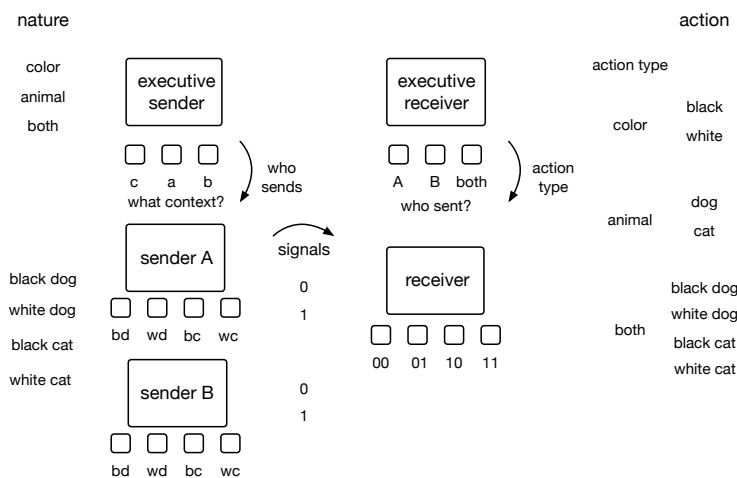 nature
action
color
animal
both
executive
sender
c a b
what context?
who
sends
executive
receiver
A B both
who sent?
action
type
action type
color
black
white
animal
dog
cat
both
black dog
white dog
black cat
white cat
black dog
white dog
black cat
white cat
sender A
bd wd bc wc
signals
0
1
receiver
00 01 10 11
sender B
bd wd bc wc
0
1